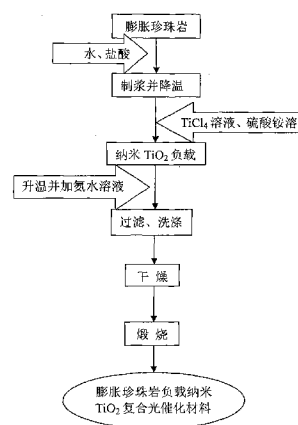 膨胀珍珠岩
水、盐酸
制浆并降温
TiCl4 溶液、硫酸铵溶
纳米 TiO2 负载
升温并加氨水溶液
过滤、洗涤
干 燥
煅 烧
膨胀珍珠岩负载纳米
TiO2 复合光催化材料